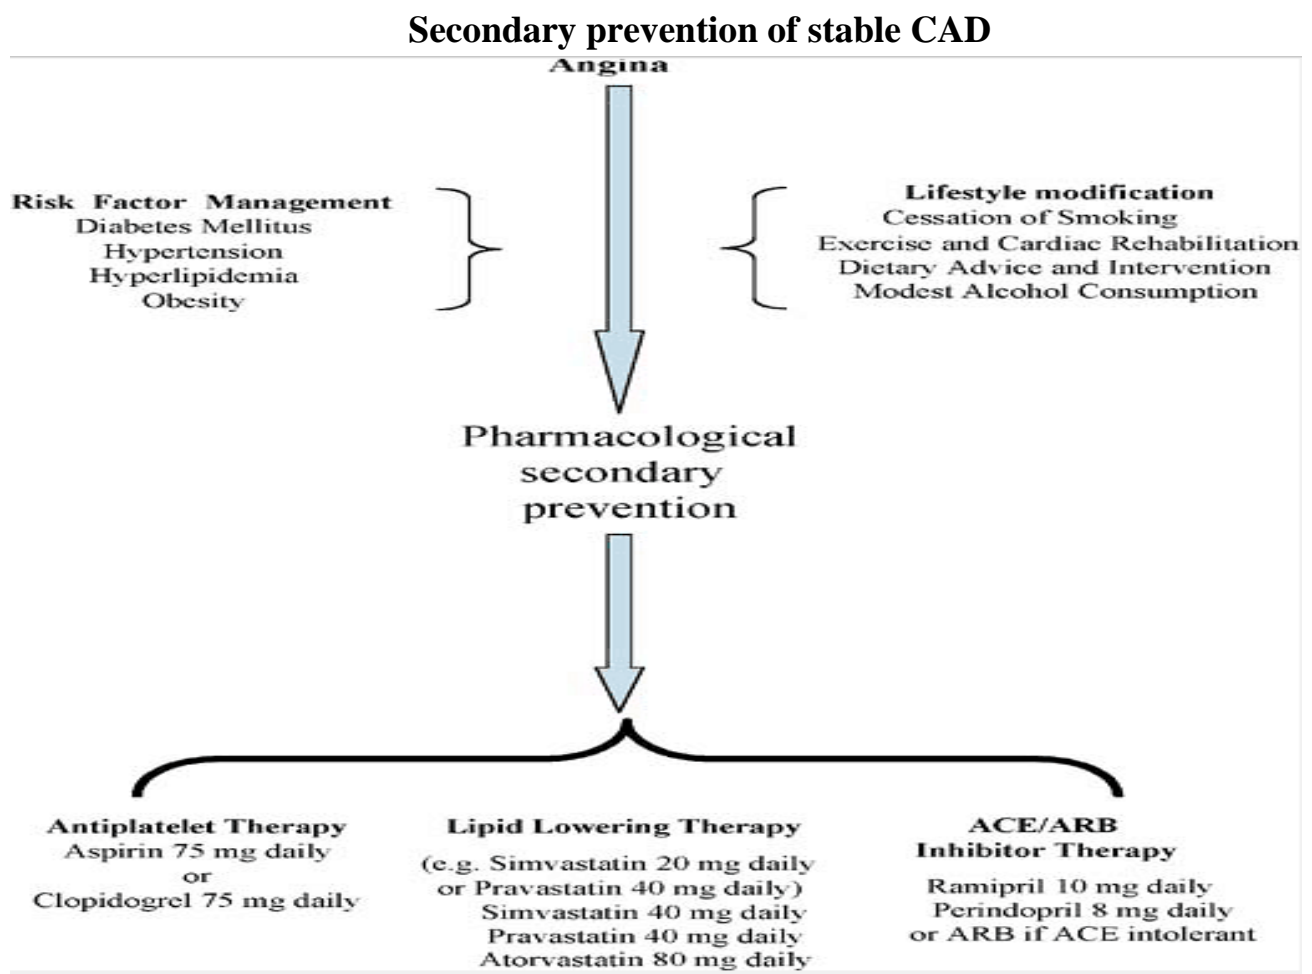 Secondary prevention of stable CAD
Angina
Risk Factor Management
Diabetes Mellitus
Hypertension
Hyperlipidemia
Obesity
Lifestyle modification
Cessation of Smoking
Exercise and Cardiac Rehabilitation
Dietary Advice and Intervention
Modest Alcohol Consumption
Pharmacological
secondary
prevention
Antiplatelet Therapy
Aspirin 75 mg daily
or
Clopidogrel 75 mg daily
Lipid Lowering Therapy
(e.g. Simvastatin 20 mg daily
or Pravastatin 40 mg daily)
Simvastatin 40 mg daily
Pravastatin 40 mg daily
Atorvastatin 80 mg daily
ACE/ARB
Inhibitor Therapy
Ramipril 10 mg daily
Perindopril 8 mg daily
or ARB if ACE intolerant